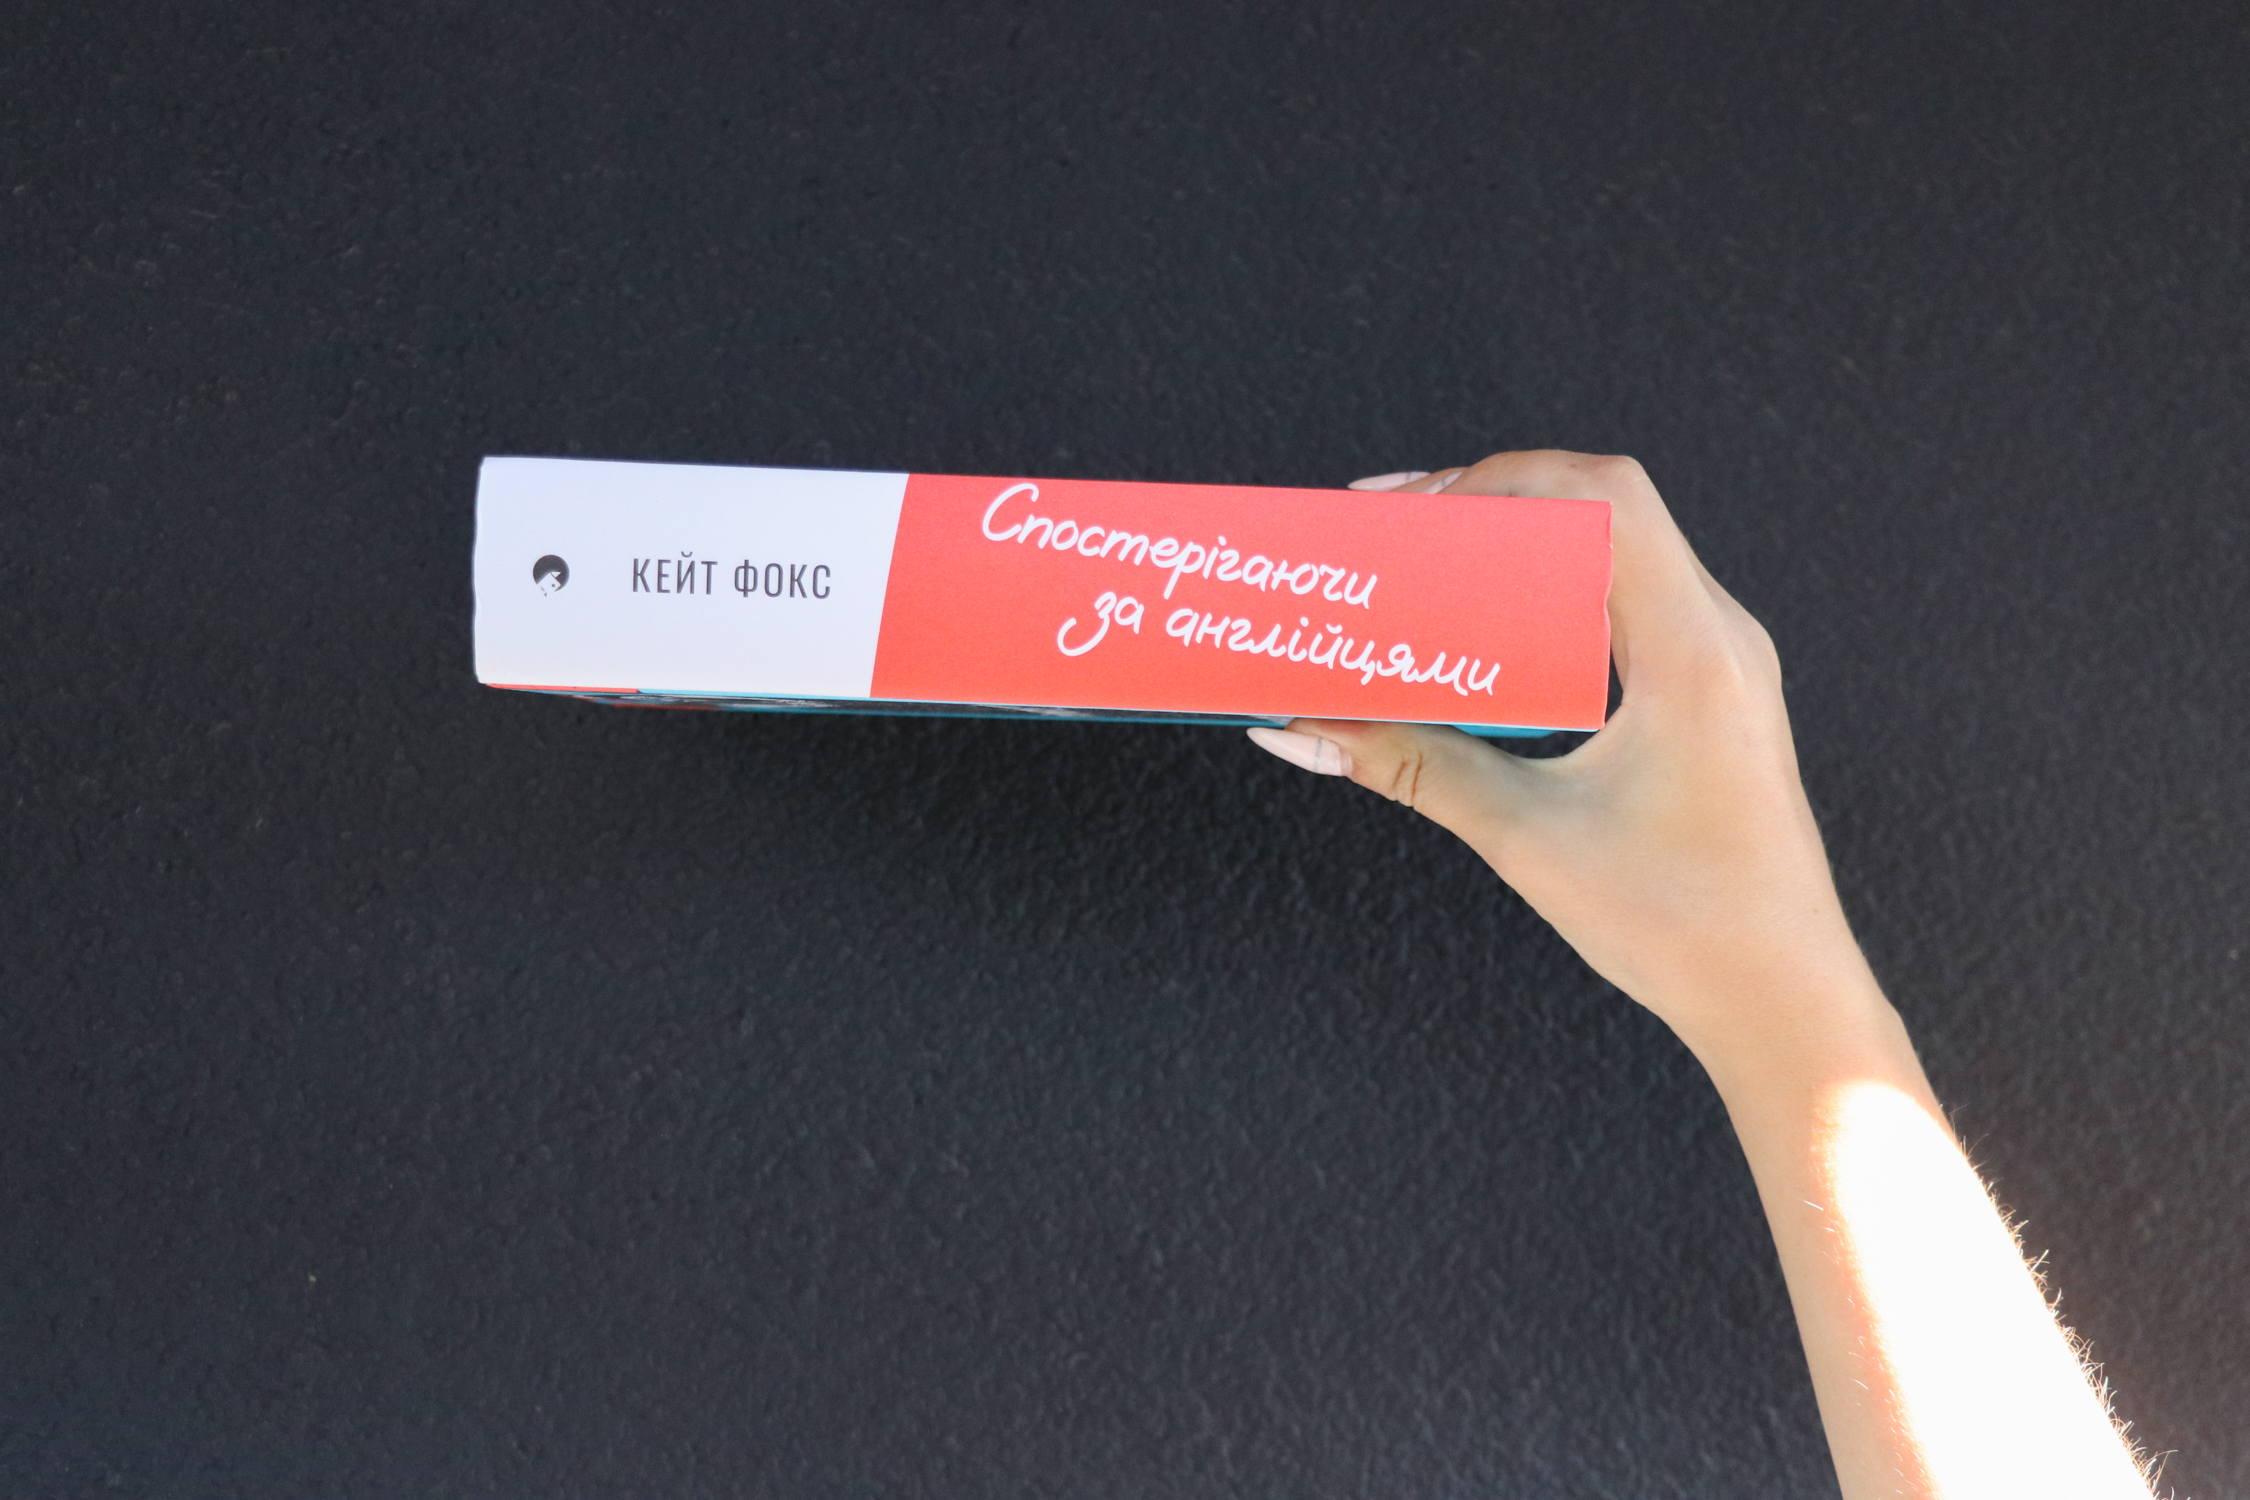 КЕЙТ ФОКС
Спостерігаючи
за англійцями